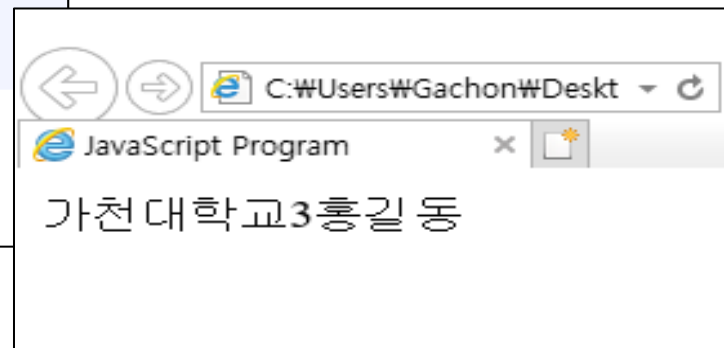 C:₩Users₩Gachon₩Deskt
JavaScript Program
가천대학교3홍길동